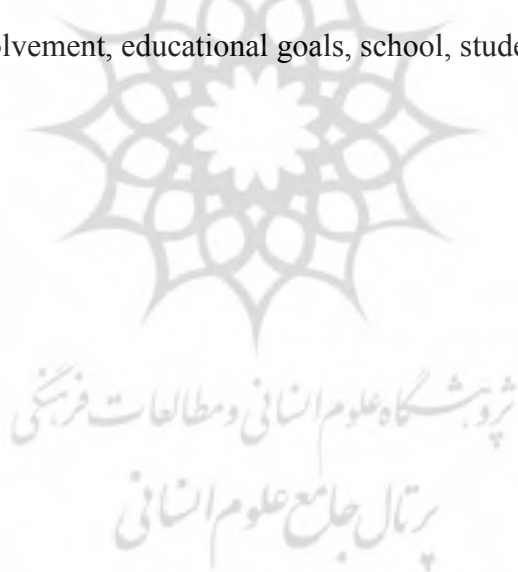 olvement, educational goals, school, stude
پژوهشگاه علوم انسانی و مطالعات فرهنگی
پرتال جامع علوم انسانی